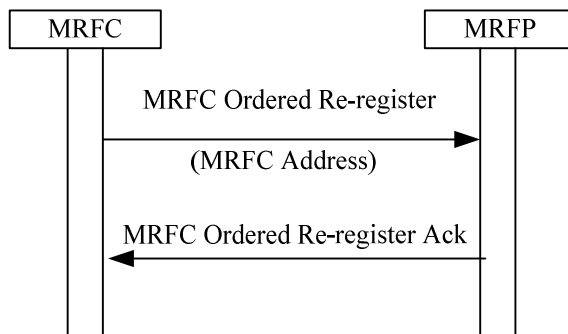 MRFC
MRFP
MRFC Ordered Re-register
(MRFC Address)
MRFC Ordered Re-register Ack